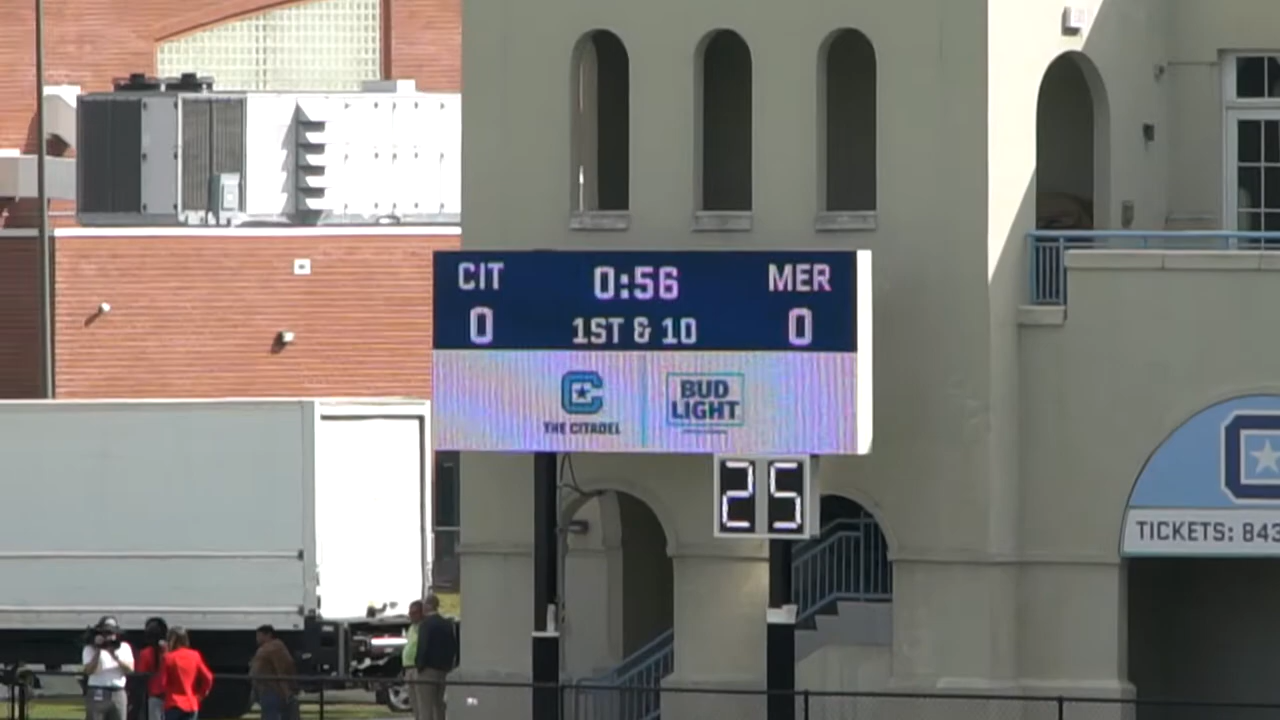 CIT 0:56 MER
0 1ST & 10 0
THE CITADEL
BUD
LIGHT
25
TICKETS: 843